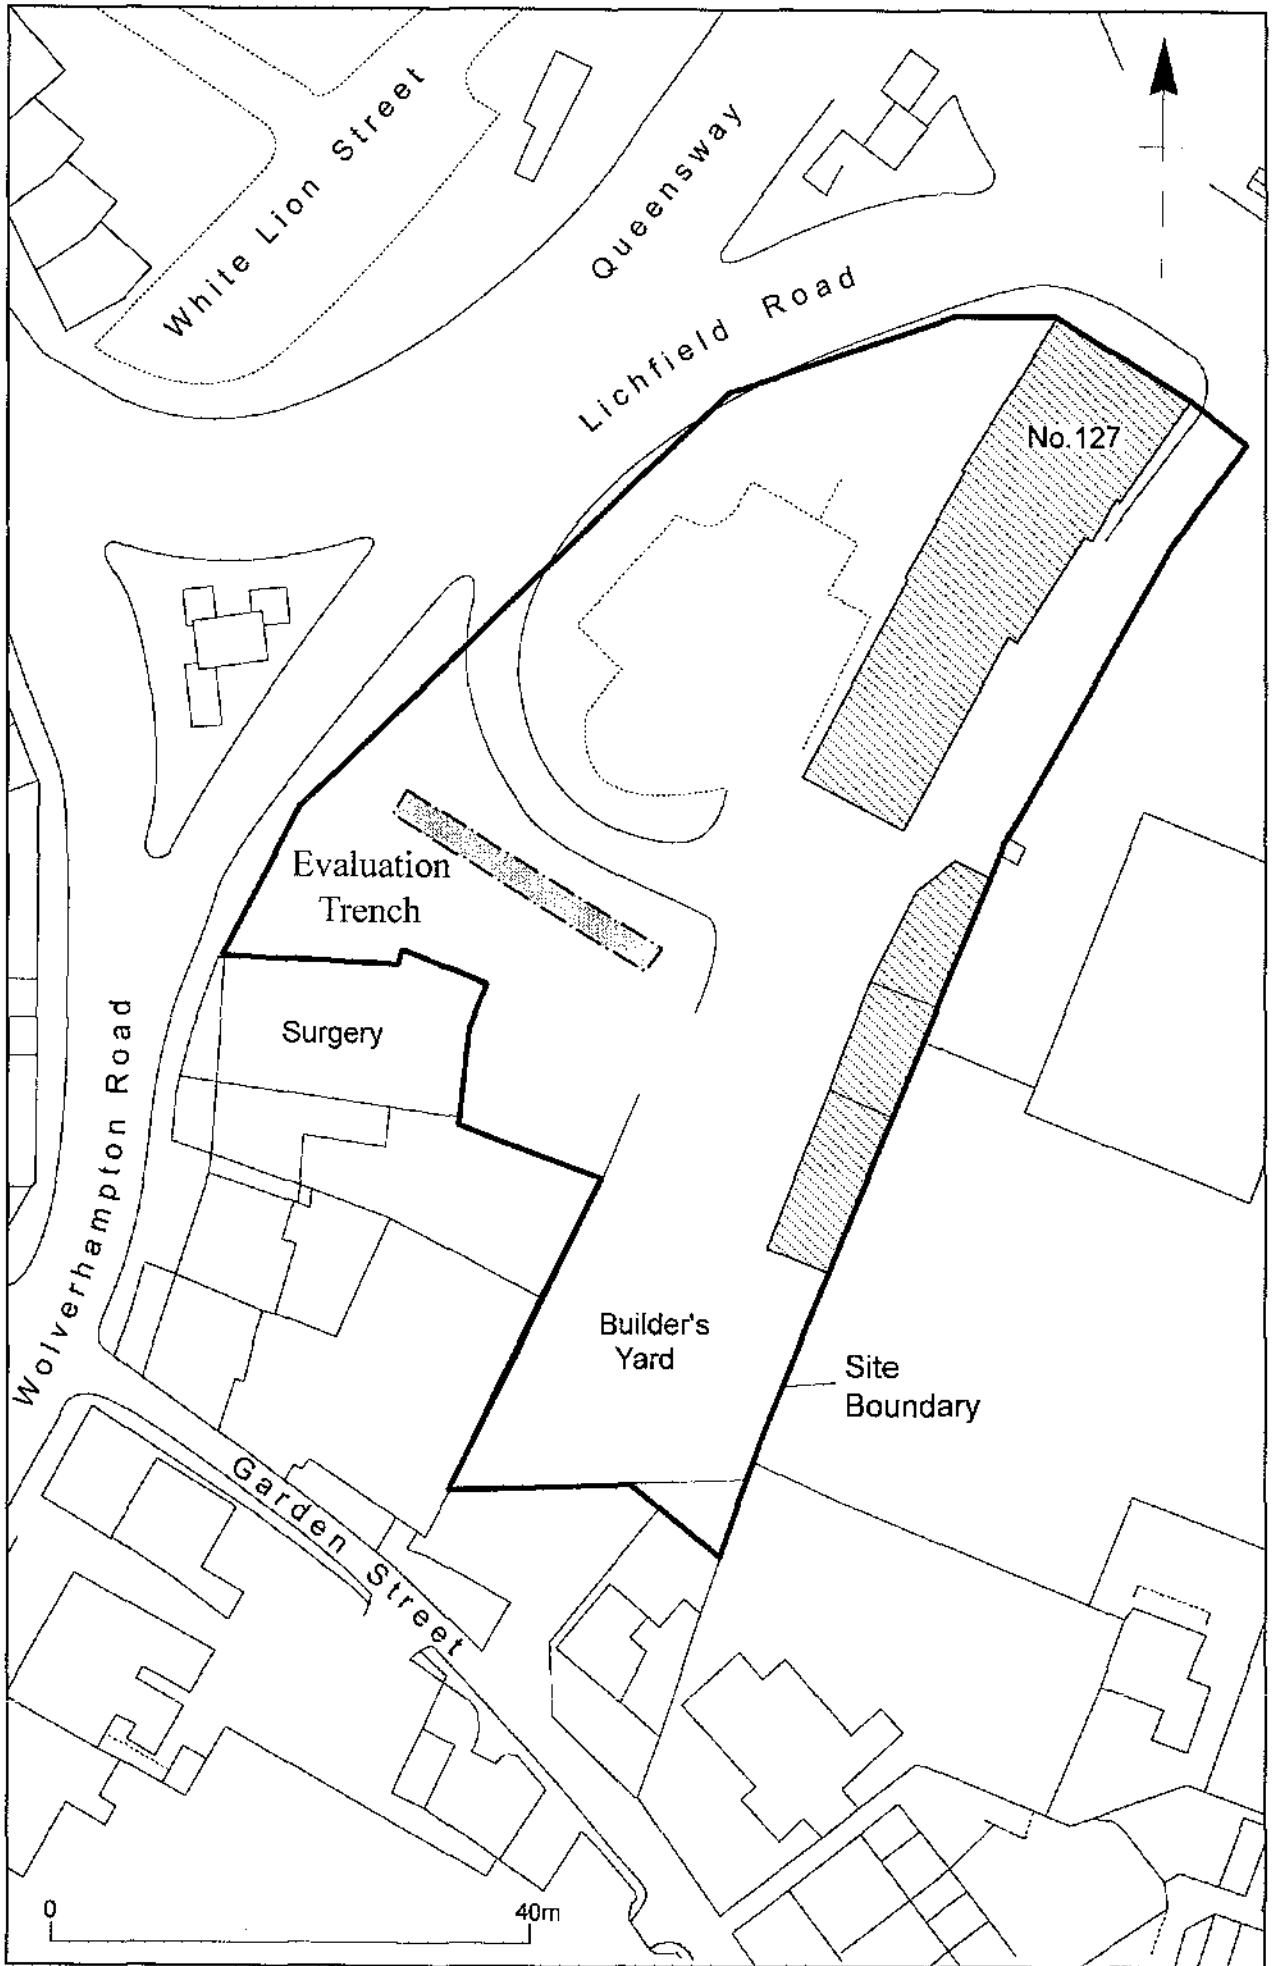 White Lion Street
Queensway
Lichfield Road
No.127
Evaluation
Trench
Surgery
Wolverhampton Road
Builder's
Yard
Site
Boundary
Garden Street
0
40m